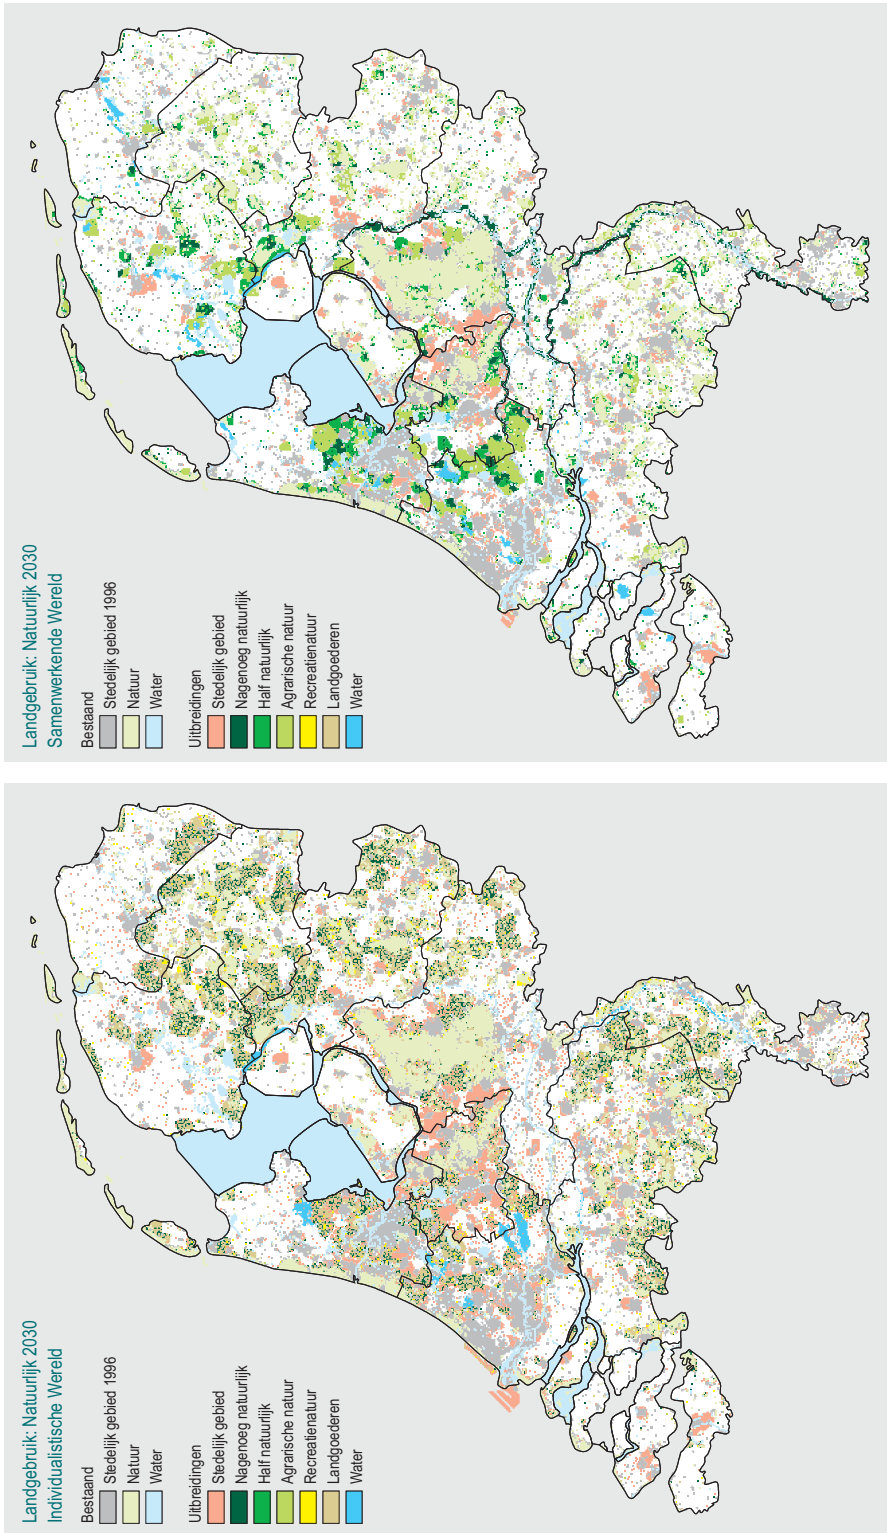 Landgebruik: Natuurlijk 2030
Samenwerkende Wereld
Bestaand
Stedelijk gebied 1996
Natuur
Water
Uitbreidingen
Stedelijk gebied
Nagenoeg natuurlijk
Half natuurlijk
Agrarische natuur
Recreatienatuur
Landgoederen
Water
Landgebruik: Natuurlijk 2030
Individualistische Wereld
Bestaand
Stedelijk gebied 1996
Natuur
Water
Uitbreidingen
Stedelijk gebied
Nagenoeg natuurlijk
Half natuurlijk
Agrarische natuur
Recreatienatuur
Landgoederen
Water